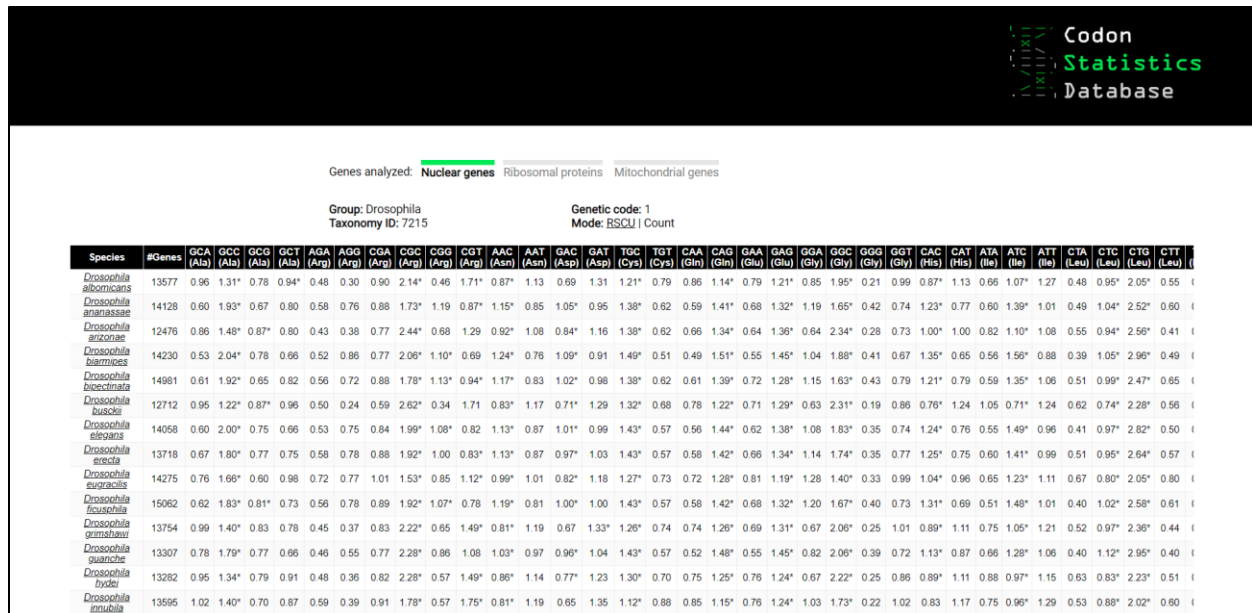 Codon
Statistics
Database
Genes analyzed: Nuclear genes Ribosomal proteins Mitochondrial genes
Group: Drosophila Genetic code: 1
Taxonomy ID: 7215 Mode: RSCU | Count
Species #Genes GCA (Ala) GCC (Ala) GCG (Ala) GCT (Ala) AGA (Arg) AGG (Arg) CGA (Arg) CGC (Arg) CGG (Arg) CGT (Arg) AAC (Asn) AAT (Asn) GAC (Asp) GAT (Asp) TGC (Cys) TGT (Cys) CAA (Gln) CAG (Gln) GAA (Glu) GAG (Glu) GGA (Gly) GGC (Gly) GGG (Gly) GGT (Gly) CAC (His) CAT (His) ATA (Ile) ATC (Ile) ATT (Ile) CTA (Leu) CTC (Leu) CTG (Leu) CTT (Leu)
Drosophila albomicans 13577 0.96 1.31* 0.78 0.94* 0.48 0.30 0.90 2.14* 0.46 1.71* 0.87* 1.13 0.69 1.31 1.21* 0.79 0.86 1.14* 0.79 1.21* 0.85 1.95* 0.21 0.99 0.87* 1.13 0.66 1.07* 1.27 0.48 0.95* 2.05* 0.55
Drosophila ananassae 14128 0.60 1.93* 0.67 0.80 0.58 0.76 0.88 1.73* 1.19 0.87* 1.15* 0.85 1.05* 0.95 1.38* 0.62 0.59 1.41* 0.68 1.32* 1.19 1.65* 0.42 0.74 1.23* 0.77 0.60 1.39* 1.01 0.49 1.04* 2.52* 0.60
Drosophila arizonae 12476 0.86 1.48* 0.87* 0.80 0.43 0.38 0.77 2.44* 0.68 1.29 0.92* 1.08 0.84* 1.16 1.38* 0.62 0.66 1.34* 0.64 1.36* 0.64 2.34* 0.28 0.73 1.00* 1.00 0.82 1.10* 1.08 0.55 0.94* 2.56* 0.41
Drosophila biarmipes 14230 0.53 2.04* 0.78 0.66 0.52 0.86 0.77 2.06* 1.10* 0.69 1.24* 0.76 1.09* 0.91 1.49* 0.51 0.49 1.51* 0.55 1.45* 1.04 1.88* 0.41 0.67 1.35* 0.65 0.56 1.56* 0.88 0.39 1.05* 2.96* 0.49
Drosophila bipectinata 14981 0.61 1.92* 0.65 0.82 0.56 0.72 0.88 1.78* 1.13* 0.94* 1.17* 0.83 1.02* 0.98 1.38* 0.62 0.61 1.39* 0.72 1.28* 1.15 1.63* 0.43 0.79 1.21* 0.79 0.59 1.35* 1.06 0.51 0.99* 2.47* 0.65
Drosophila busckii 12712 0.95 1.22* 0.87* 0.96 0.50 0.24 0.59 2.62* 0.34 1.71 0.83* 1.17 0.71* 1.29 1.32* 0.68 0.78 1.22* 0.71 1.29* 0.63 2.31* 0.19 0.86 0.76* 1.24 1.05 0.71* 1.24 0.62 0.74* 2.28* 0.56
Drosophila elegans 14058 0.60 2.00* 0.75 0.66 0.53 0.75 0.84 1.99* 1.08* 0.82 1.13* 0.87 1.01* 0.99 1.43* 0.57 0.56 1.44* 0.62 1.38* 1.08 1.83* 0.35 0.74 1.24* 0.76 0.55 1.49* 0.96 0.41 0.97* 2.82* 0.50
Drosophila erecta 13718 0.67 1.80* 0.77 0.75 0.58 0.78 0.88 1.92* 1.00 0.83* 1.13* 0.87 0.97* 1.03 1.43* 0.57 0.58 1.42* 0.66 1.34* 1.14 1.74* 0.35 0.77 1.25* 0.75 0.60 1.41* 0.99 0.51 0.95* 2.64* 0.57
Drosophila eugracilis 14275 0.76 1.66* 0.60 0.98 0.72 0.77 1.01 1.53* 0.85 1.12* 0.99* 1.01 0.82* 1.18 1.27* 0.73 0.72 1.28* 0.81 1.19* 1.28 1.40* 0.33 0.99 1.04* 0.96 0.65 1.23* 1.11 0.67 0.80* 2.05* 0.80
Drosophila ficusphila 15062 0.62 1.83* 0.81* 0.73 0.56 0.78 0.89 1.92* 1.07* 0.78 1.19* 0.81 1.00* 1.00 1.43* 0.57 0.58 1.42* 0.68 1.32* 1.20 1.67* 0.40 0.73 1.31* 0.69 0.51 1.48* 1.01 0.40 1.02* 2.58* 0.61
Drosophila grimshawi 13754 0.99 1.40* 0.83 0.78 0.45 0.37 0.83 2.22* 0.65 1.49* 0.81* 1.19 0.67 1.33* 1.26* 0.74 0.74 1.26* 0.69 1.31* 0.67 2.06* 0.25 1.01 0.89* 1.11 0.75 1.05* 1.21 0.52 0.97* 2.36* 0.44
Drosophila guanche 13307 0.78 1.79* 0.77 0.66 0.46 0.55 0.77 2.28* 0.86 1.08 1.03* 0.97 0.96* 1.04 1.43* 0.57 0.52 1.48* 0.55 1.45* 0.82 2.06* 0.39 0.72 1.13* 0.87 0.66 1.28* 1.06 0.40 1.12* 2.95* 0.40
Drosophila hydei 13282 0.95 1.34* 0.79 0.91 0.48 0.36 0.82 2.28* 0.57 1.49* 0.86* 1.14 0.77* 1.23 1.30* 0.70 0.75 1.25* 0.76 1.24* 0.67 2.22* 0.25 0.86 0.89* 1.11 0.88 0.97* 1.15 0.63 0.83* 2.23* 0.51
Drosophila innubila 13595 1.02 1.40* 0.70 0.87 0.59 0.39 0.91 1.78* 0.57 1.75* 0.81* 1.19 0.65 1.35 1.12* 0.88 0.85 1.15* 0.76 1.24* 1.03 1.73* 0.22 1.02 0.83 1.17 0.75 0.96* 1.29 0.53 0.88* 2.02* 0.60